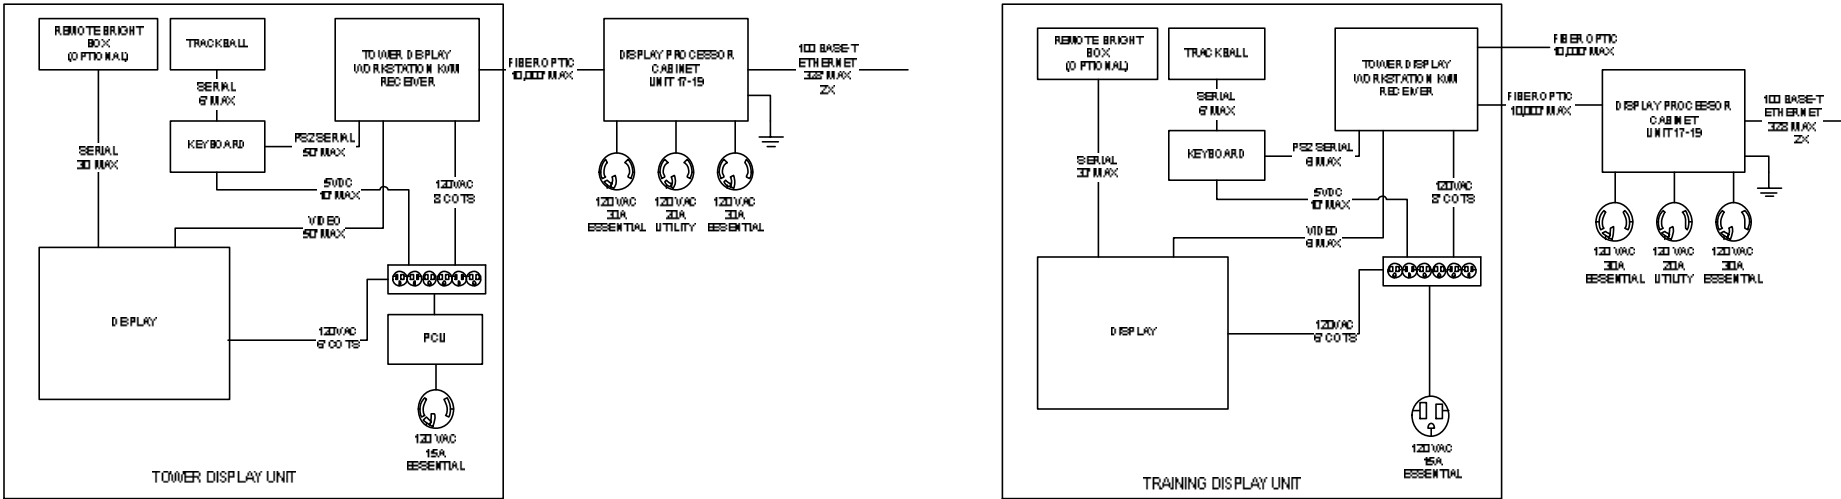 REMOTE BRIGHT
BOX
(OPTIONAL)
TRACKBALL
TOWER DISPLAY
WORKSTATION KVM
RECEIVER
SERIAL
6' MAX
KEYBOARD
PS2 SERIAL
50' MAX
SERIAL
30' MAX
5VDC
10' MAX
120VAC
8' COTS
VIDEO
50' MAX
DISPLAY
120VAC
6' COTS
PCU
120 VAC
15A
ESSENTIAL
TOWER DISPLAY UNIT
FIBER OPTIC
10,000' MAX
DISPLAY PROCESSOR
CABINET
UNIT 17-19
100 BASE-T
ETHERNET
328' MAX
2X
120 VAC
30A
ESSENTIAL
120 VAC
20A
UTILITY
120 VAC
30A
ESSENTIAL
REMOTE BRIGHT
BOX
(OPTIONAL)
TRACKBALL
TOWER DISPLAY
WORKSTATION KVM
RECEIVER
FIBER OPTIC
10,000' MAX
SERIAL
6' MAX
KEYBOARD
PS2 SERIAL
6' MAX
SERIAL
30' MAX
5VDC
10' MAX
120VAC
8' COTS
VIDEO
6' MAX
DISPLAY
120VAC
6' COTS
120 VAC
15A
ESSENTIAL
TRAINING DISPLAY UNIT
FIBER OPTIC
10,000' MAX
DISPLAY PROCESSOR
CABINET
UNIT 17-19
100 BASE-T
ETHERNET
328' MAX
2X
120 VAC
30A
ESSENTIAL
120 VAC
20A
UTILITY
120 VAC
30A
ESSENTIAL